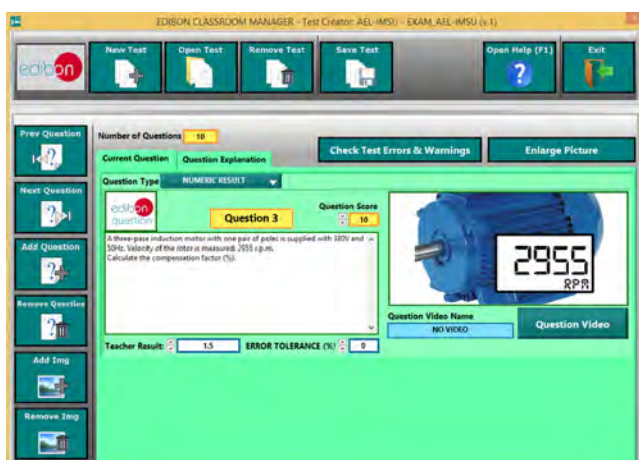 EDIBON CLASSROOM MANAGER - Test Creator: AEL-IMSU - EXAM_AEL-IMSU (v.1)
edibon
New Test
Open Test
Remove Test
Save Test
Open Help (F1)
Exit
Prev Question
Next Question
Add Question
Remove Question
Add Img
Remove Img
Number of Questions 10
Current Question Question Explanation
Check Test Errors & Warnings
Enlarge Picture
Question Type NUMERIC RESULT
edibon
question
Question 3
Question Score
10
A three-pase induction motor with one pair of poles is supplied with 380V and
50Hz. Velocity of the rotor is measured: 2955 r.p.m.
Calculate the compensation factor (%).
Teacher Result: 1.5 ERROR TOLERANCE (%) 0
2955
RPM
Question Video Name
NO VIDEO
Question Video